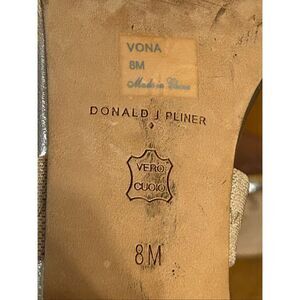 VONA
8M
Made in China
DONALD J PLINER
VERO
CUOIO
8M